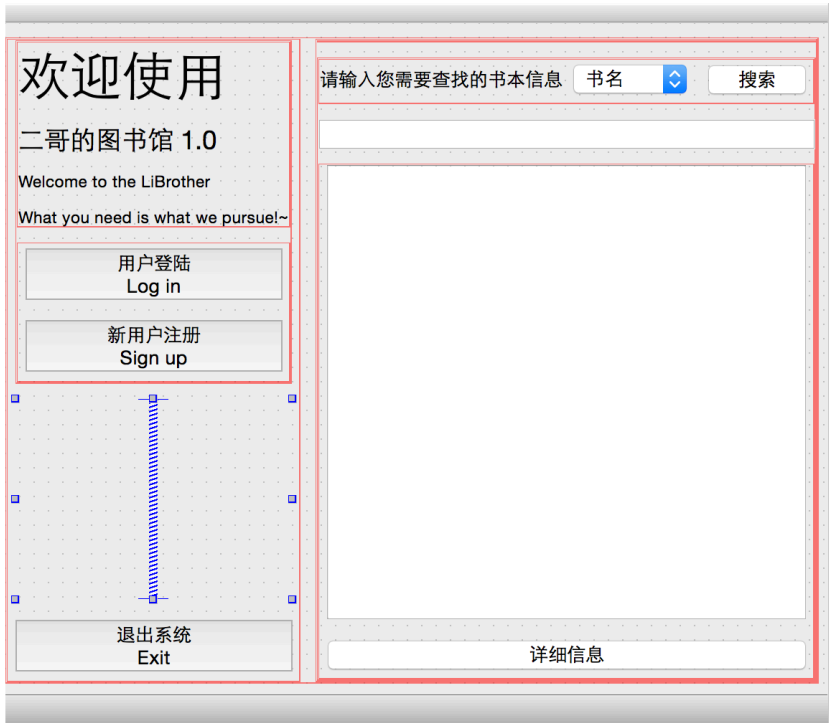 欢迎使用
二哥的图书馆 1.0
Welcome to the LiBrother
What you need is what we pursue!~
用户登陆
Log in
新用户注册
Sign up
退出系统
Exit
请输入您需要查找的书本信息 书名 搜索
详细信息